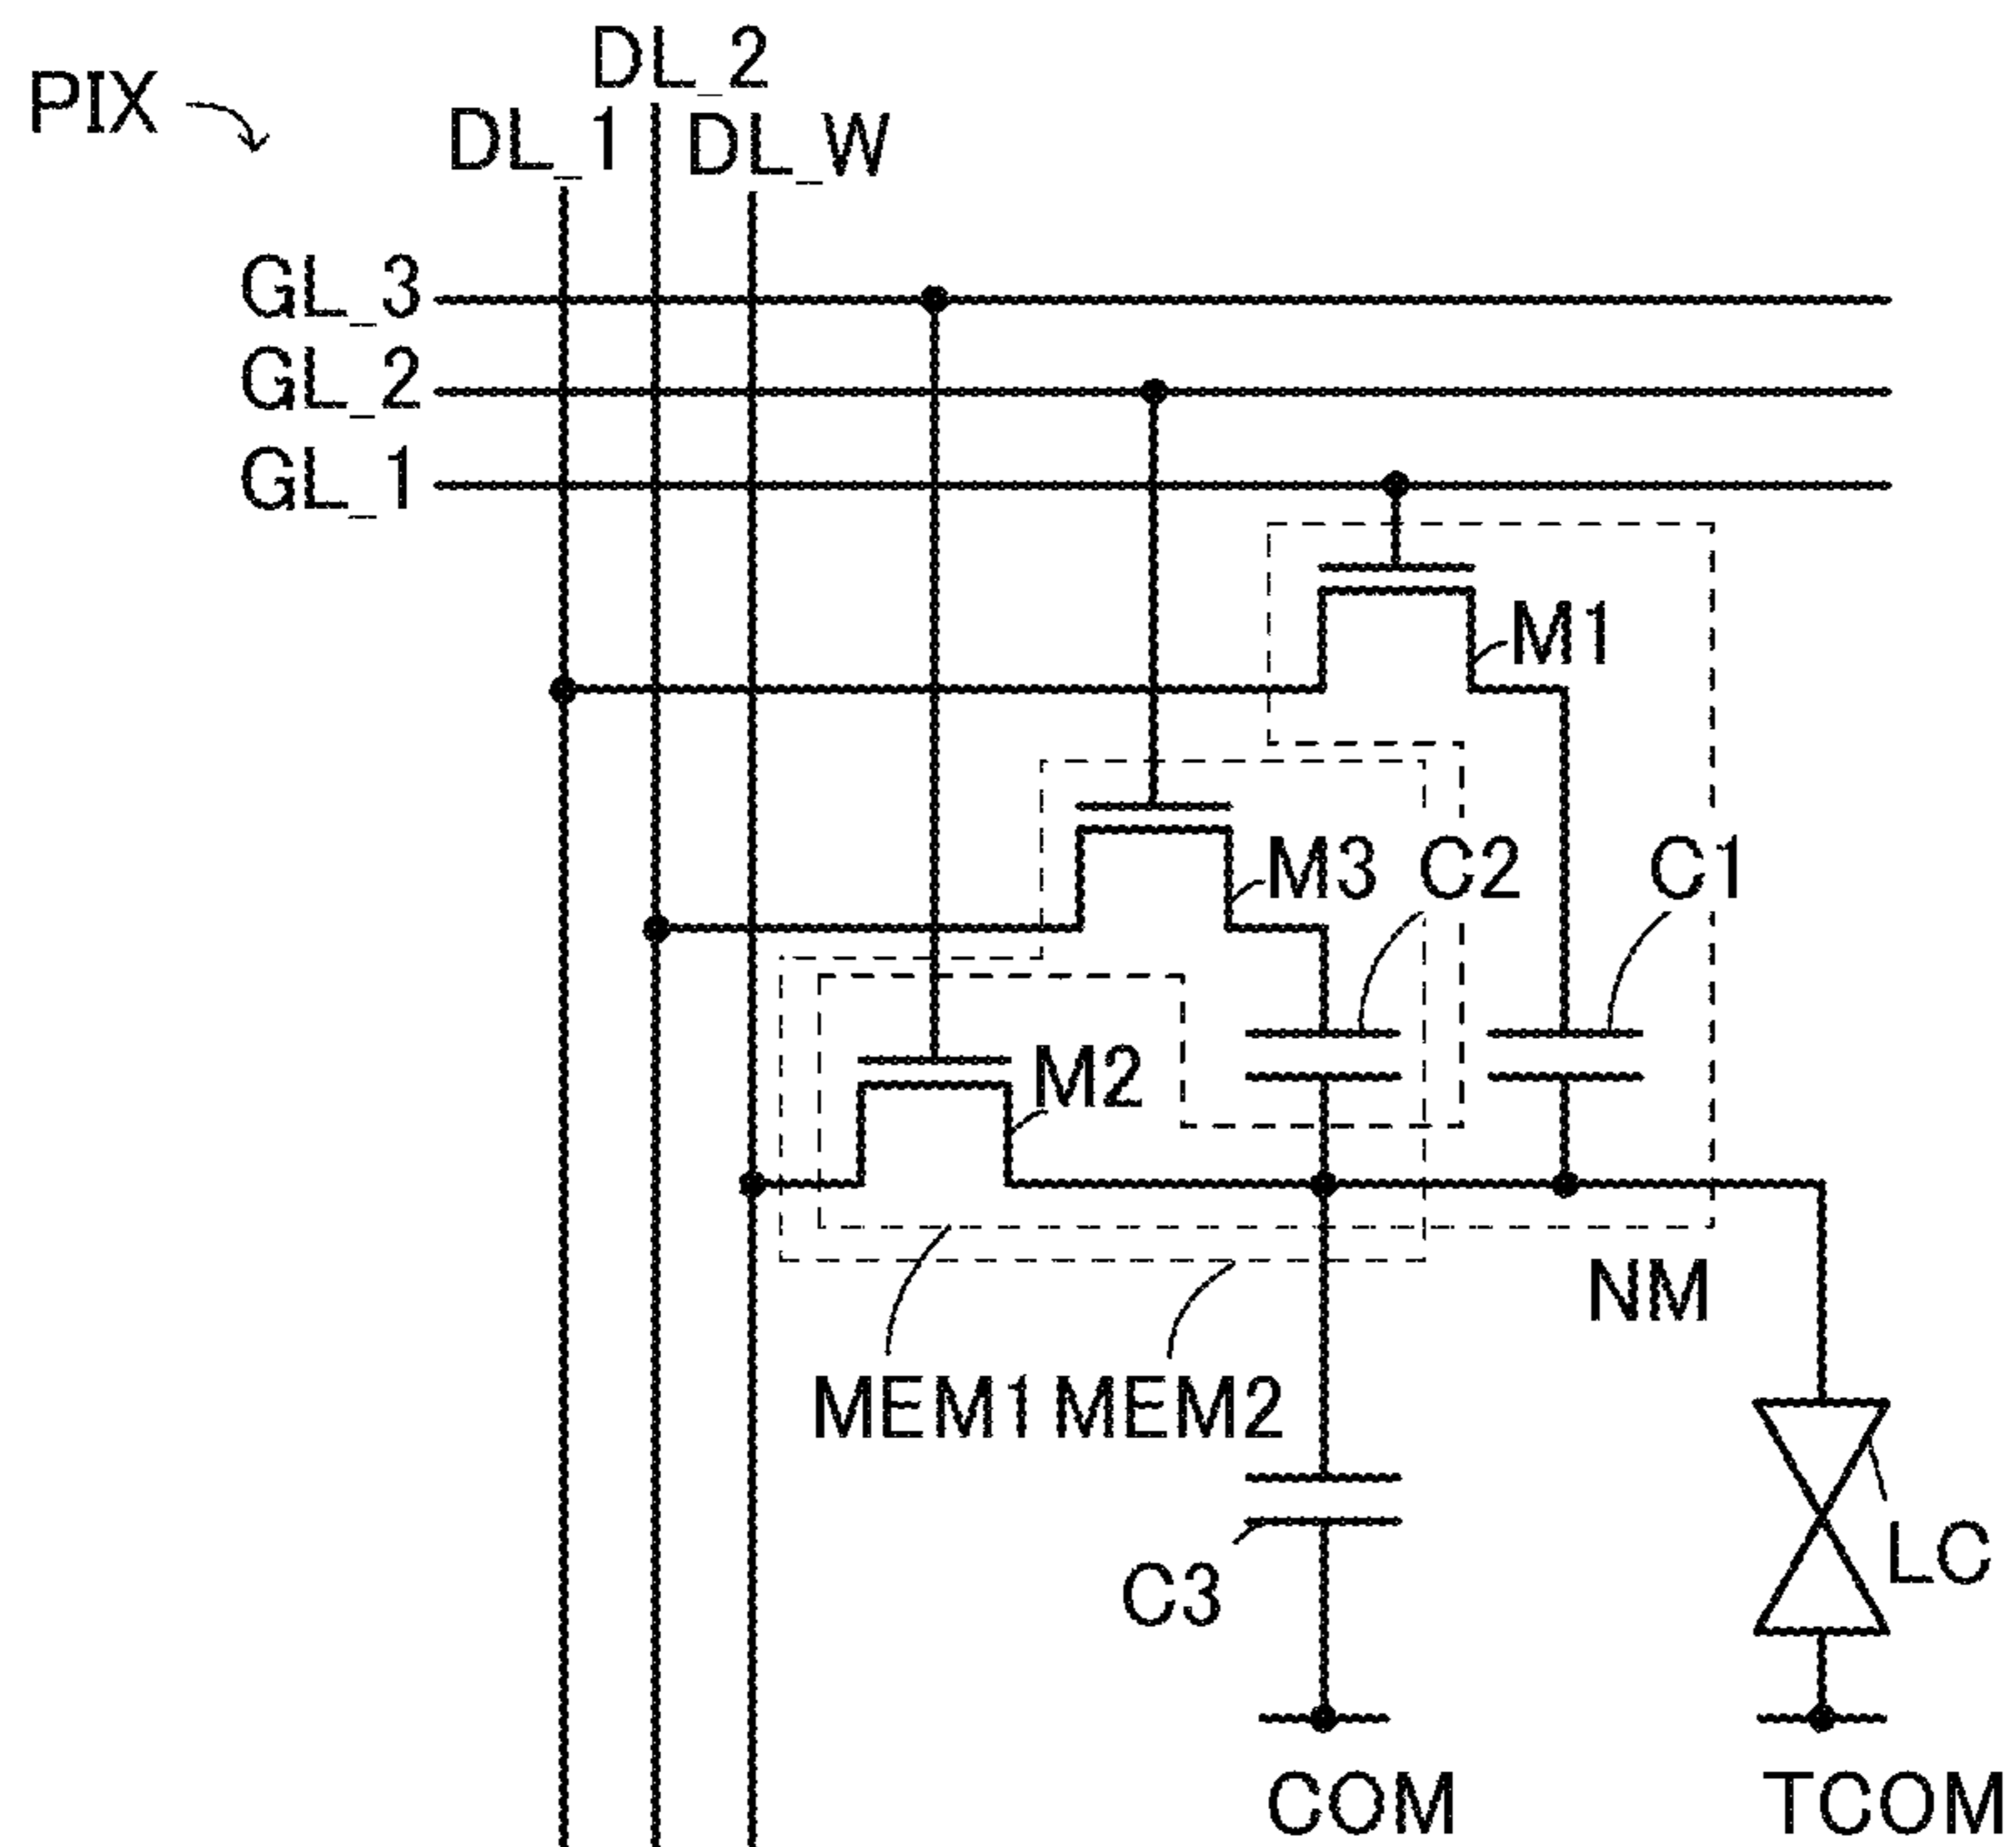 PIX
DL_2
DL_1
DL_W
GL_3
GL_2
GL_1
M1
M3
C2
C1
M2
NM
MEM1
MEM2
LC
C3
COM
TCOM